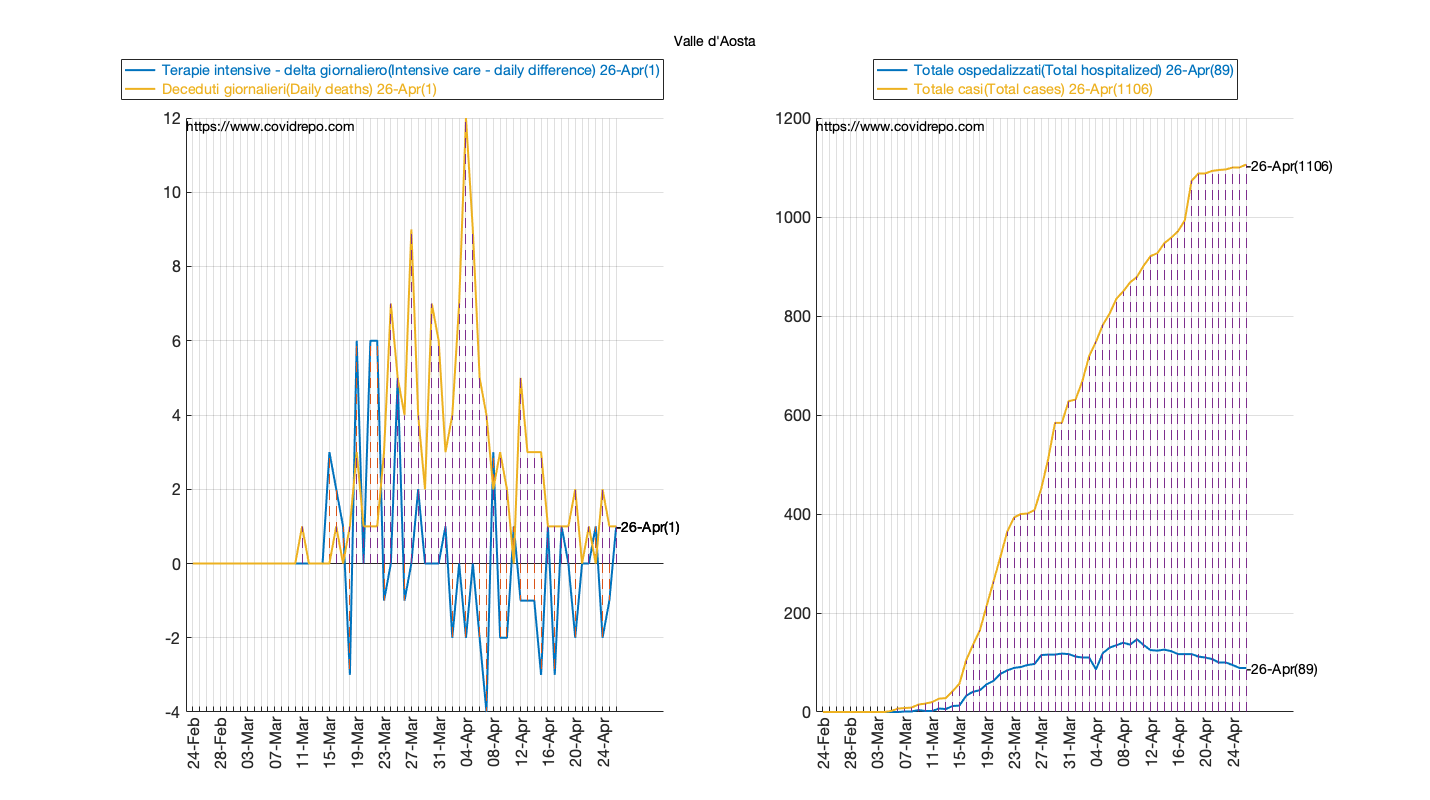 Valle d'Aosta
Terapie intensive - delta giornaliero(Intensive care - daily difference) 26-Apr(1)
Deceduti giornalieri(Daily deaths) 26-Apr(1)
https://www.covidrepo.com
12
10
8
6
4
2
0
-2
-4
-26-Apr(1)
24-Feb
28-Feb
03-Mar
07-Mar
11-Mar
15-Mar
19-Mar
23-Mar
27-Mar
31-Mar
04-Apr
08-Apr
12-Apr
16-Apr
20-Apr
24-Apr
Totale ospedalizzati(Total hospitalized) 26-Apr(89)
Totale casi(Total cases) 26-Apr(1106)
https://www.covidrepo.com
1200
1000
800
600
400
200
0
-26-Apr(1106)
-26-Apr(89)
24-Feb
28-Feb
03-Mar
07-Mar
11-Mar
15-Mar
19-Mar
23-Mar
27-Mar
31-Mar
04-Apr
08-Apr
12-Apr
16-Apr
20-Apr
24-Apr